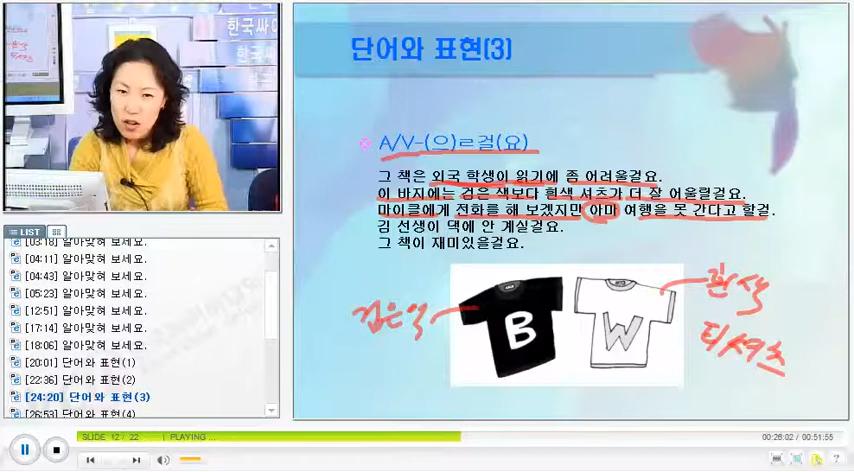 한국싸이
한국
단어와 표현(3)
A/V-(으)ㄹ걸(요)
그 책은 외국 학생이 읽기에 좀 어려울걸요.
이 바지에는 검은 색보다 흰색 셔츠가 더 잘 어울릴걸요.
마이클에게 전화를 해 보겠지만 아마 여행을 못 간다고 할걸.
김 선생이 댁에 안 계실걸요.
그 책이 재미있을걸요.
검은색
B
W
흰색
티셔츠
LIST
[03:18] 알아맞혀 보세요.
[04:11] 알아맞혀 보세요.
[04:43] 알아맞혀 보세요.
[05:23] 알아맞혀 보세요.
[12:51] 알아맞혀 보세요.
[17:14] 알아맞혀 보세요.
[18:06] 알아맞혀 보세요.
[20:01] 단어와 표현(1)
[22:36] 단어와 표현(2)
[24:20] 단어와 표현(3)
[26:53] 단어와 표현(4)
SLIDE 12 / 22 | PLAYING ...
00:26:02 / 00:51:55